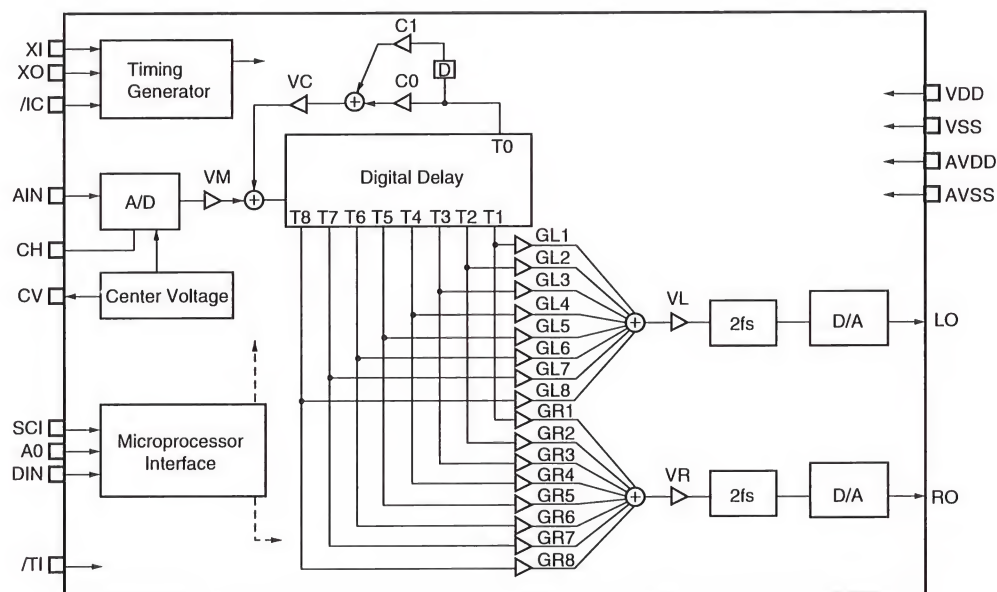 XI
XO
/IC
Timing
Generator
C1
D
VC
C0
T0
VDD
VSS
AVDD
AVSS
AIN
CH
CV
A/D
VM
Center Voltage
Digital Delay
T8 T7 T6 T5 T4 T3 T2 T1
GL1
GL2
GL3
GL4
GL5
GL6
GL7
GL8
VL
2fs
D/A
LO
SCI
A0
DIN
Microprocessor
Interface
GR1
GR2
GR3
GR4
GR5
GR6
GR7
GR8
VR
2fs
D/A
RO
/TI